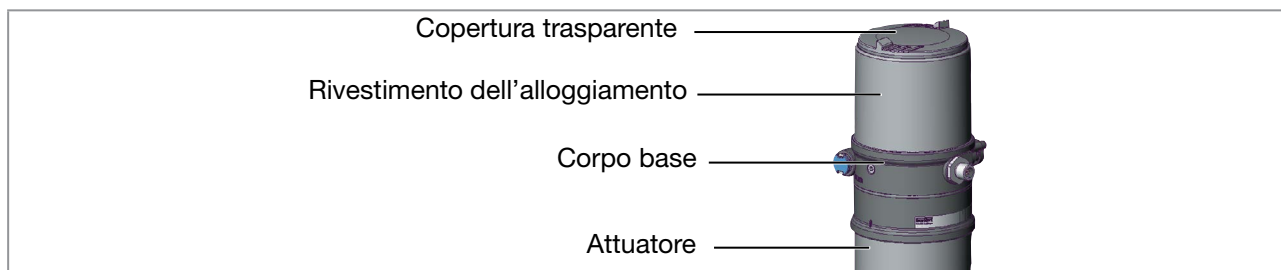 Copertura trasparente
Rivestimento dell’alloggiamento
Corpo base
Attuatore